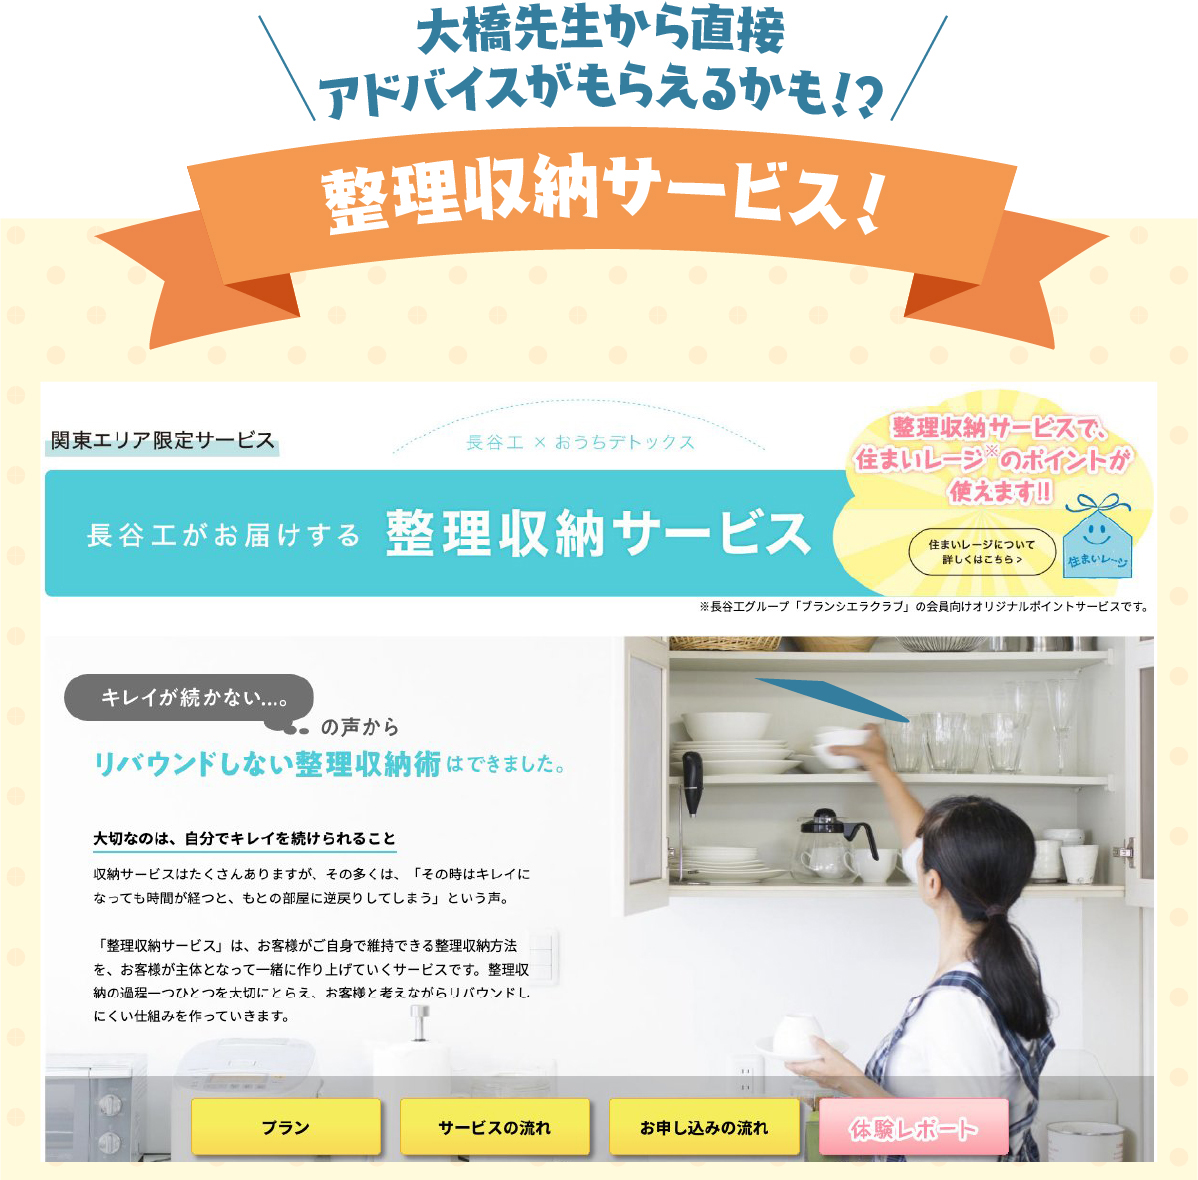 大橋先生から直接
アドバイスがもらえるかも!?
整理収納サービス!
関東エリア限定サービス
長谷工 × おうちデトックス
整理収納サービスで、
住まいレージ※のポイントが
使えます!!
長谷工がお届けする 整理収納サービス
住まいレージについて
詳しくはこちら >
住まいレージ
※長谷工グループ「ブランシエラクラブ」の会員向けオリジナルポイントサービスです。
キレイが続かない...。
の声から
リバウンドしない整理収納術はできました。
大切なのは、自分でキレイを続けられること
収納サービスはたくさんありますが、その多くは、「その時はキレイに
なっても時間が経つと、もとの部屋に逆戻りしてしまう」という声。
「整理収納サービス」は、お客様がご自身で維持できる整理収納方法
を、お客様が主体となって一緒に作り上げていくサービスです。整理収
納の過程一つひとつを大切にとらえ、お客様と考えながらリバウンドし
にくい仕組みを作っていきます。
プラン
サービスの流れ
お申し込みの流れ
体験レポート